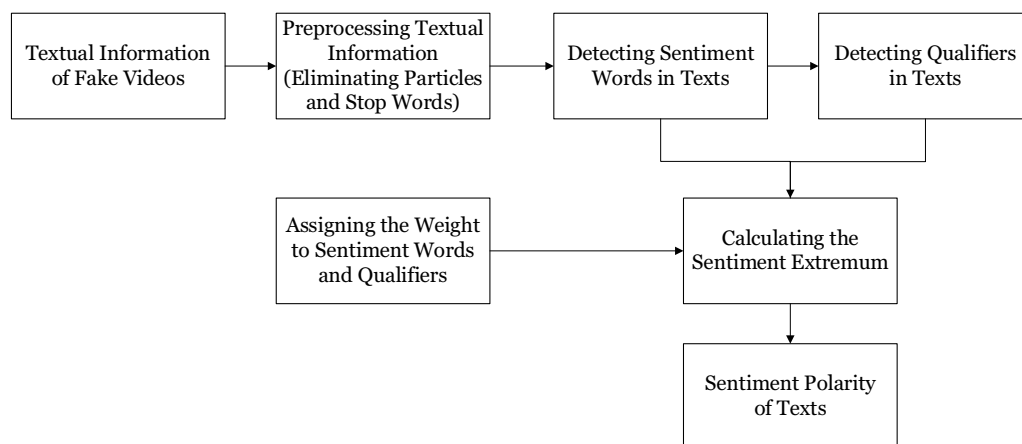 Textual Information
of Fake Videos
Preprocessing Textual
Information
(Eliminating Particles
and Stop Words)
Detecting Sentiment
Words in Texts
Detecting Qualifiers
in Texts
Assigning the Weight
to Sentiment Words
and Qualifiers
Calculating the
Sentiment Extremum
Sentiment Polarity
of Texts